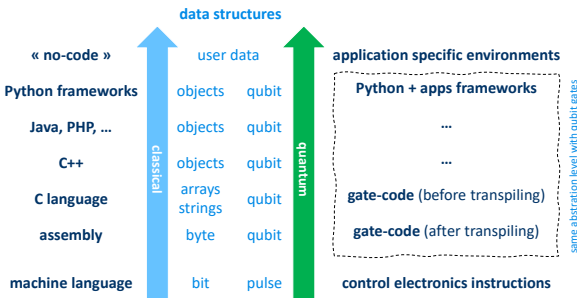 data structures
« no-code »
user data
application specific environments
Python frameworks
objects
qubit
Python + apps frameworks
Java, PHP, ...
objects
qubit
...
C++
objects
qubit
...
C language
arrays
strings
qubit
gate-code (before transpiling)
assembly
byte
qubit
gate-code (after transpiling)
machine language
bit
pulse
control electronics instructions
classical
quantum
same abstration level with qubit gates